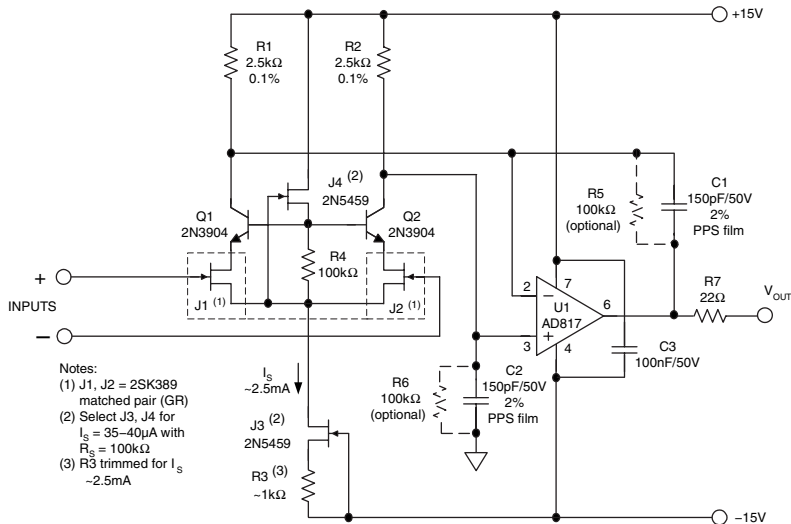 +15V
R1
2.5kΩ
0.1%
R2
2.5kΩ
0.1%
J4 (2)
2N5459
Q1
2N3904
Q2
2N3904
R4
100kΩ
R5
100kΩ
(optional)
C1
150pF/50V
2%
PPS film
+
INPUTS
–
J1 (1)
J2 (1)
2
–
7
U1
AD817
6
3
+
4
R7
22Ω
VOUT
C3
100nF/50V
IS
~2.5mA
R6
100kΩ
(optional)
C2
150pF/50V
2%
PPS film
J3 (2)
2N5459
R3 (3)
~1kΩ
–15V
Notes:
(1) J1, J2 = 2SK389
matched pair (GR)
(2) Select J3, J4 for
IS = 35–40µA with
RS = 100kΩ
(3) R3 trimmed for IS
~2.5mA